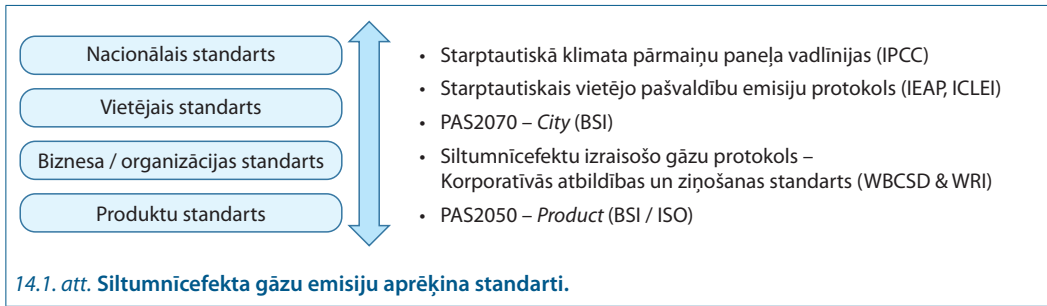 Nacionālais standarts
Vietējais standarts
Biznesa / organizācijas standarts
Produktu standarts
• Starptautiskā klimata pārmaiņu paneļa vadlīnijas (IPCC)
• Starptautiskais vietējo pašvaldību emisiju protokols (IEAP, ICLEI)
• PAS2070 – City (BSI)
• Siltumnīcefektu izraisošo gāzu protokols –
Korporatīvās atbildības un ziņošanas standarts (WBCSD & WRI)
• PAS2050 – Product (BSI / ISO)
14.1. att. Siltumnīcefekta gāzu emisiju aprēķina standarti.